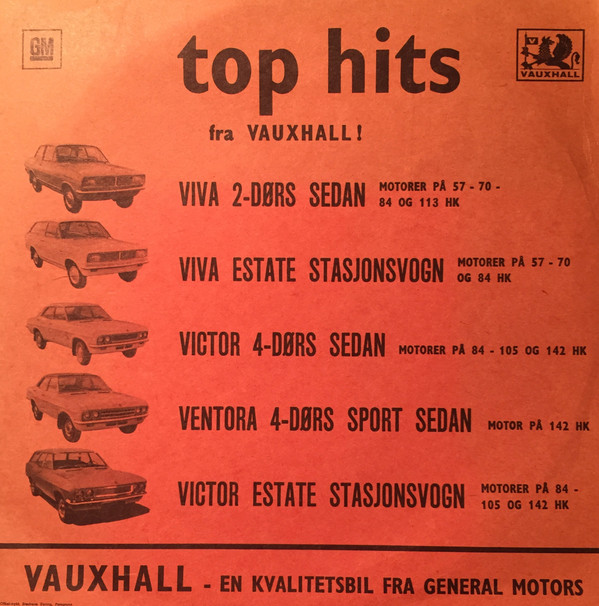 GM
top hits
VAUXHALL
fra VAUXHALL!
VIVA 2-DØRS SEDAN MOTORER PÅ 57 - 70 -
84 OG 113 HK
VIVA ESTATE STASJONSVOGN MOTORER PÅ 57 - 70
OG 84 HK
VICTOR 4-DØRS SEDAN MOTORER PÅ 84 - 105 OG 142 HK
VENTORA 4-DØRS SPORT SEDAN MOTOR PÅ 142 HK
VICTOR ESTATE STASJONSVOGN MOTORER PÅ 84 -
105 OG 142 HK
VAUXHALL - EN KVALITETSBIL FRA GENERAL MOTORS